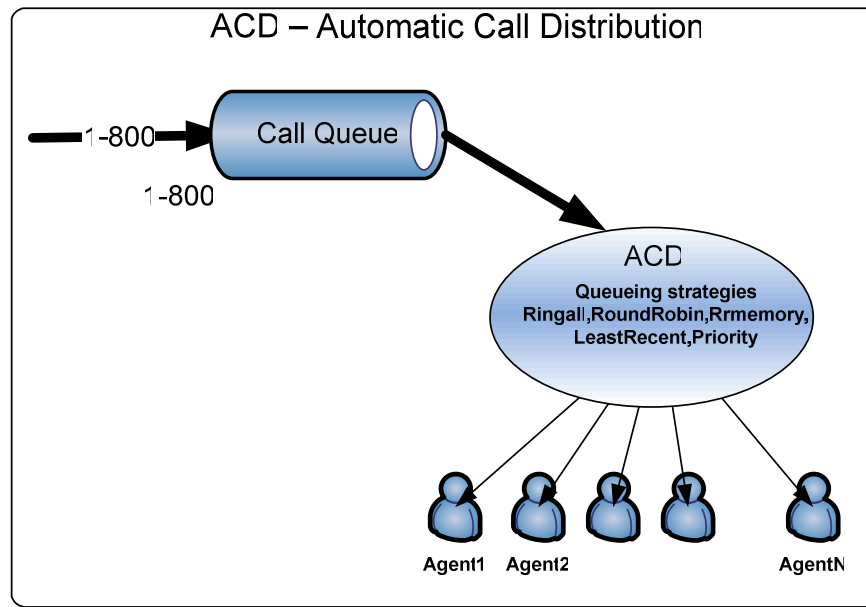 ACD – Automatic Call Distribution
1-800
Call Queue
1-800
ACD
Queueing strategies
Ringall,RoundRobin,Rrmemory,
LeastRecent,Priority
Agent1
Agent2
AgentN